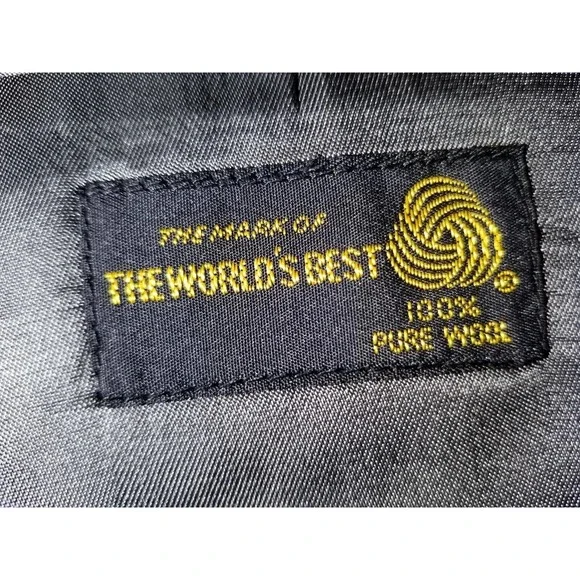 THE MARK OF
THE WORLD'S BEST
®
100%
PURE WOOL